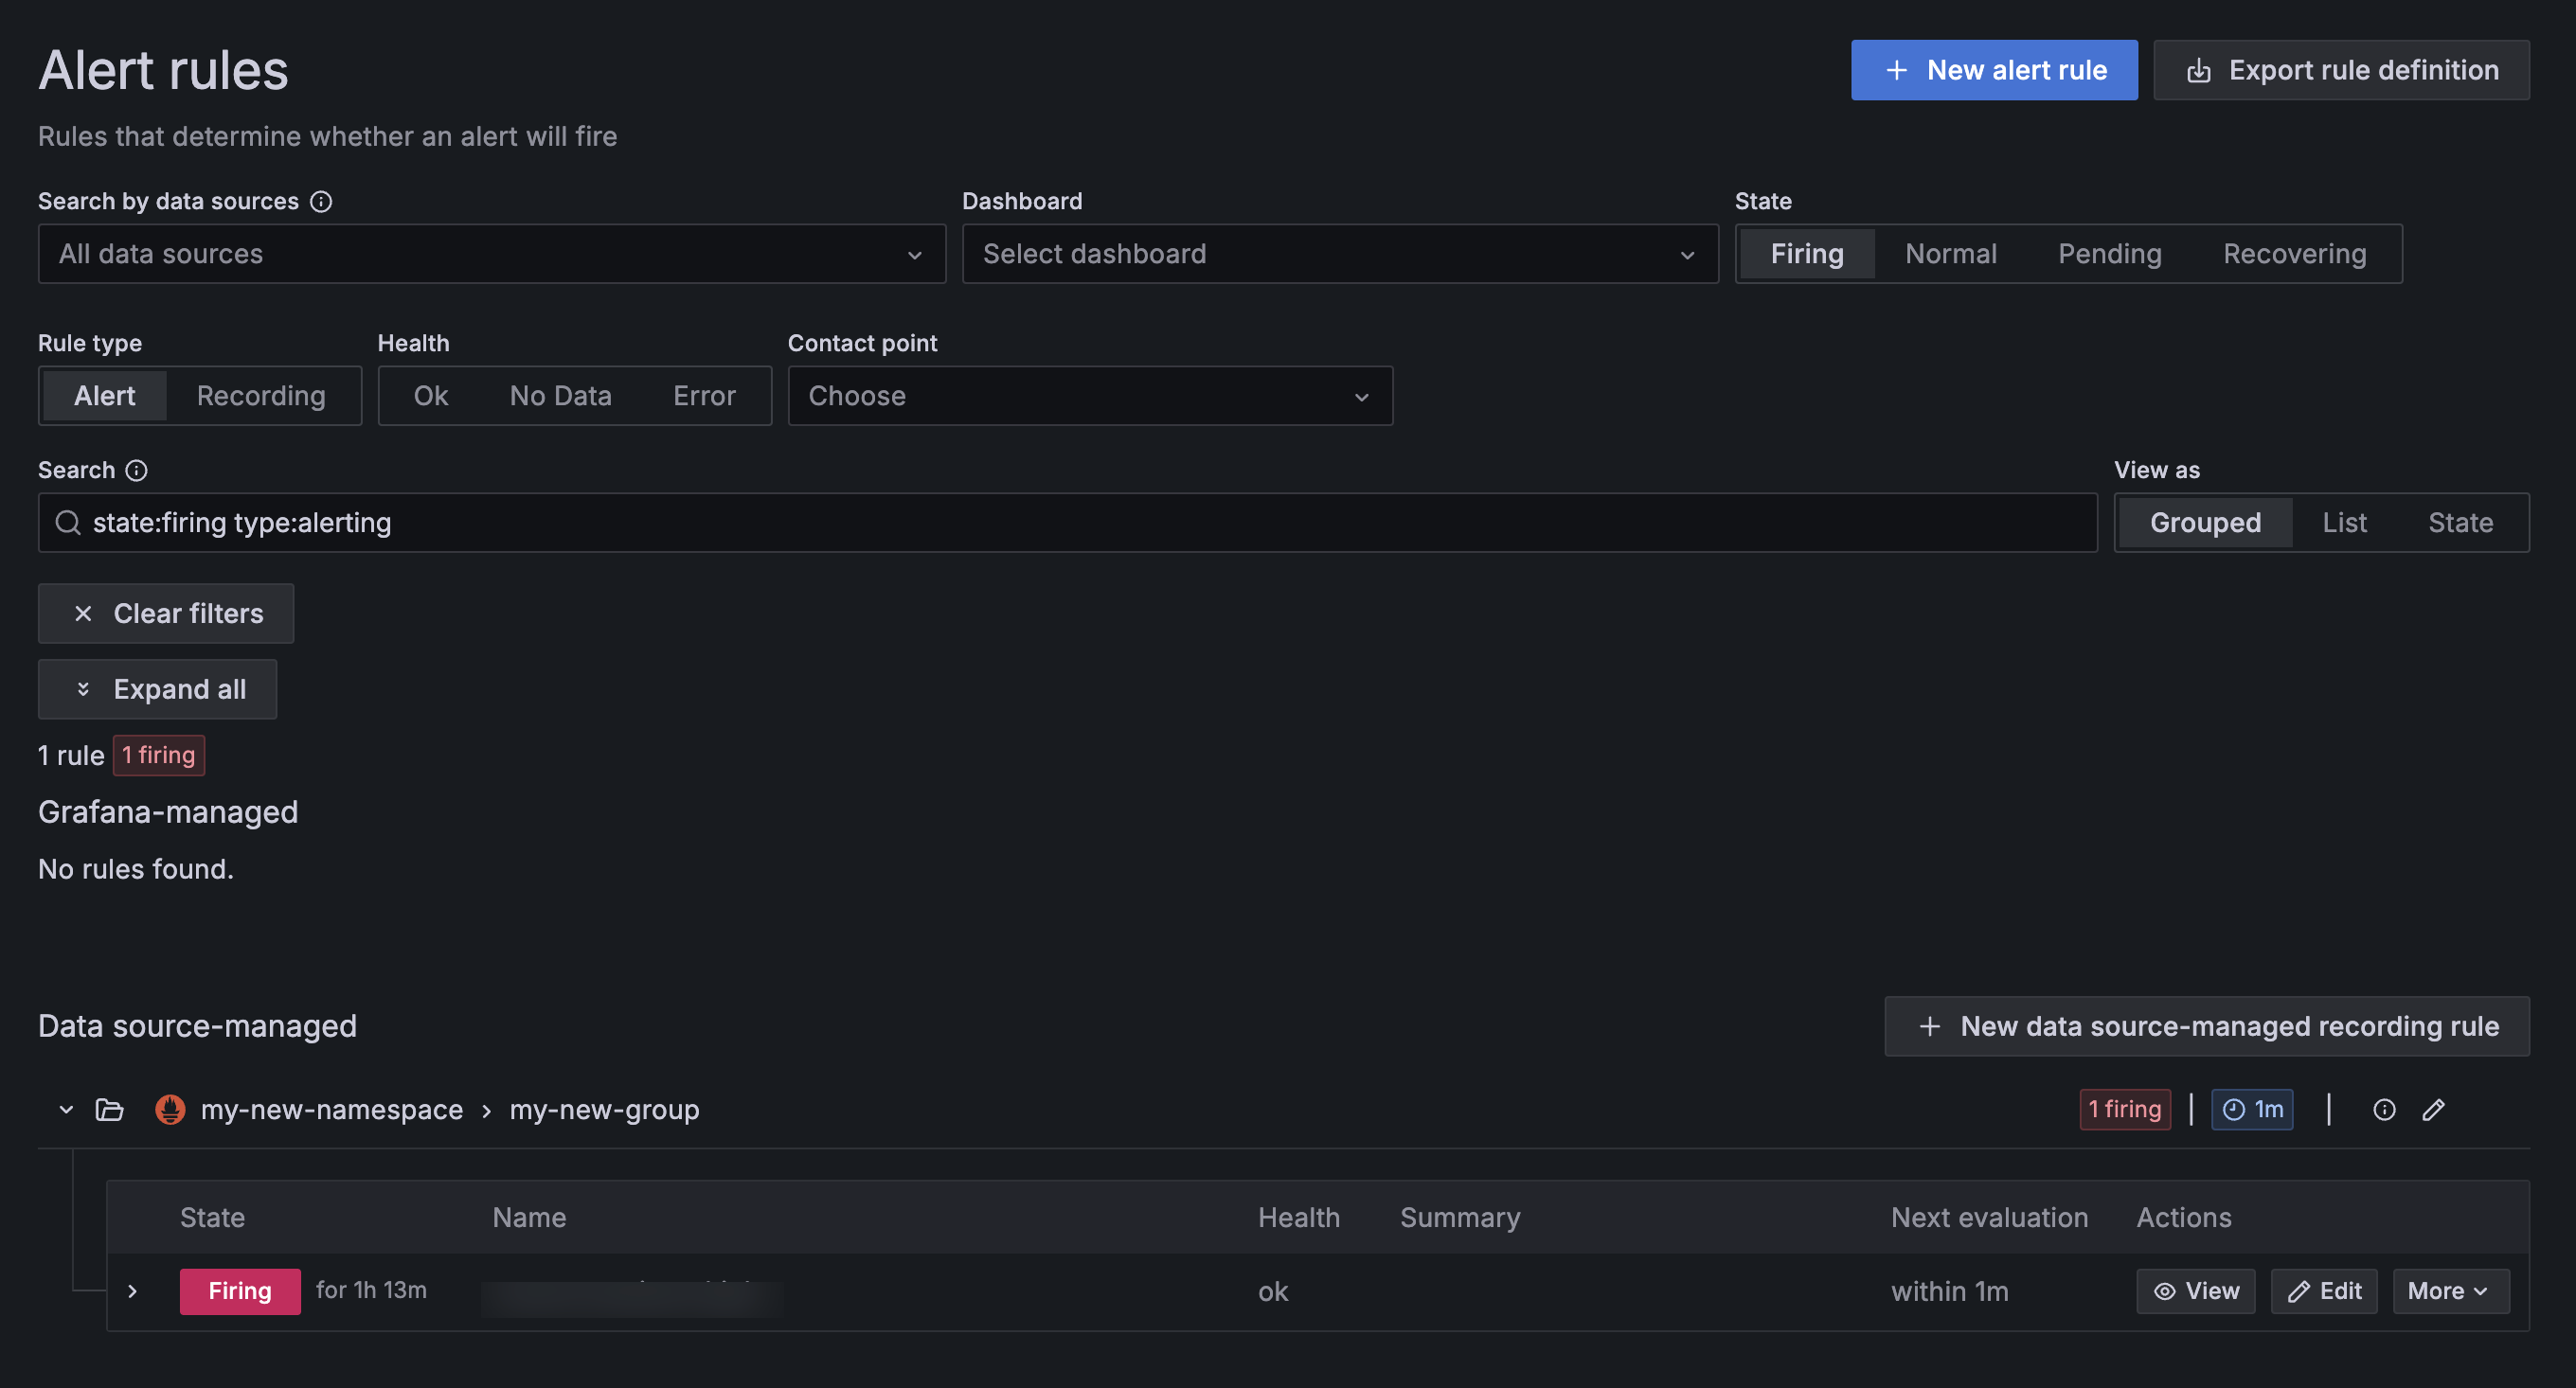 Alert rules
New alert rule
Export rule definition
Rules that determine whether an alert will fire
Search by data sources
Dashboard
State
All data sources
Select dashboard
Firing
Normal
Pending
Recovering
Rule type
Health
Contact point
Alert
Recording
Ok
No Data
Error
Choose
Search
View as
state:firing type:alerting
Grouped
List
State
Clear filters
Expand all
1 rule 1 firing
Grafana-managed
No rules found.
Data source-managed
New data source-managed recording rule
my-new-namespace › my-new-group
1 firing | 1m |
State
Name
Health
Summary
Next evaluation
Actions
Firing for 1h 13m
ok
within 1m
View
Edit
More